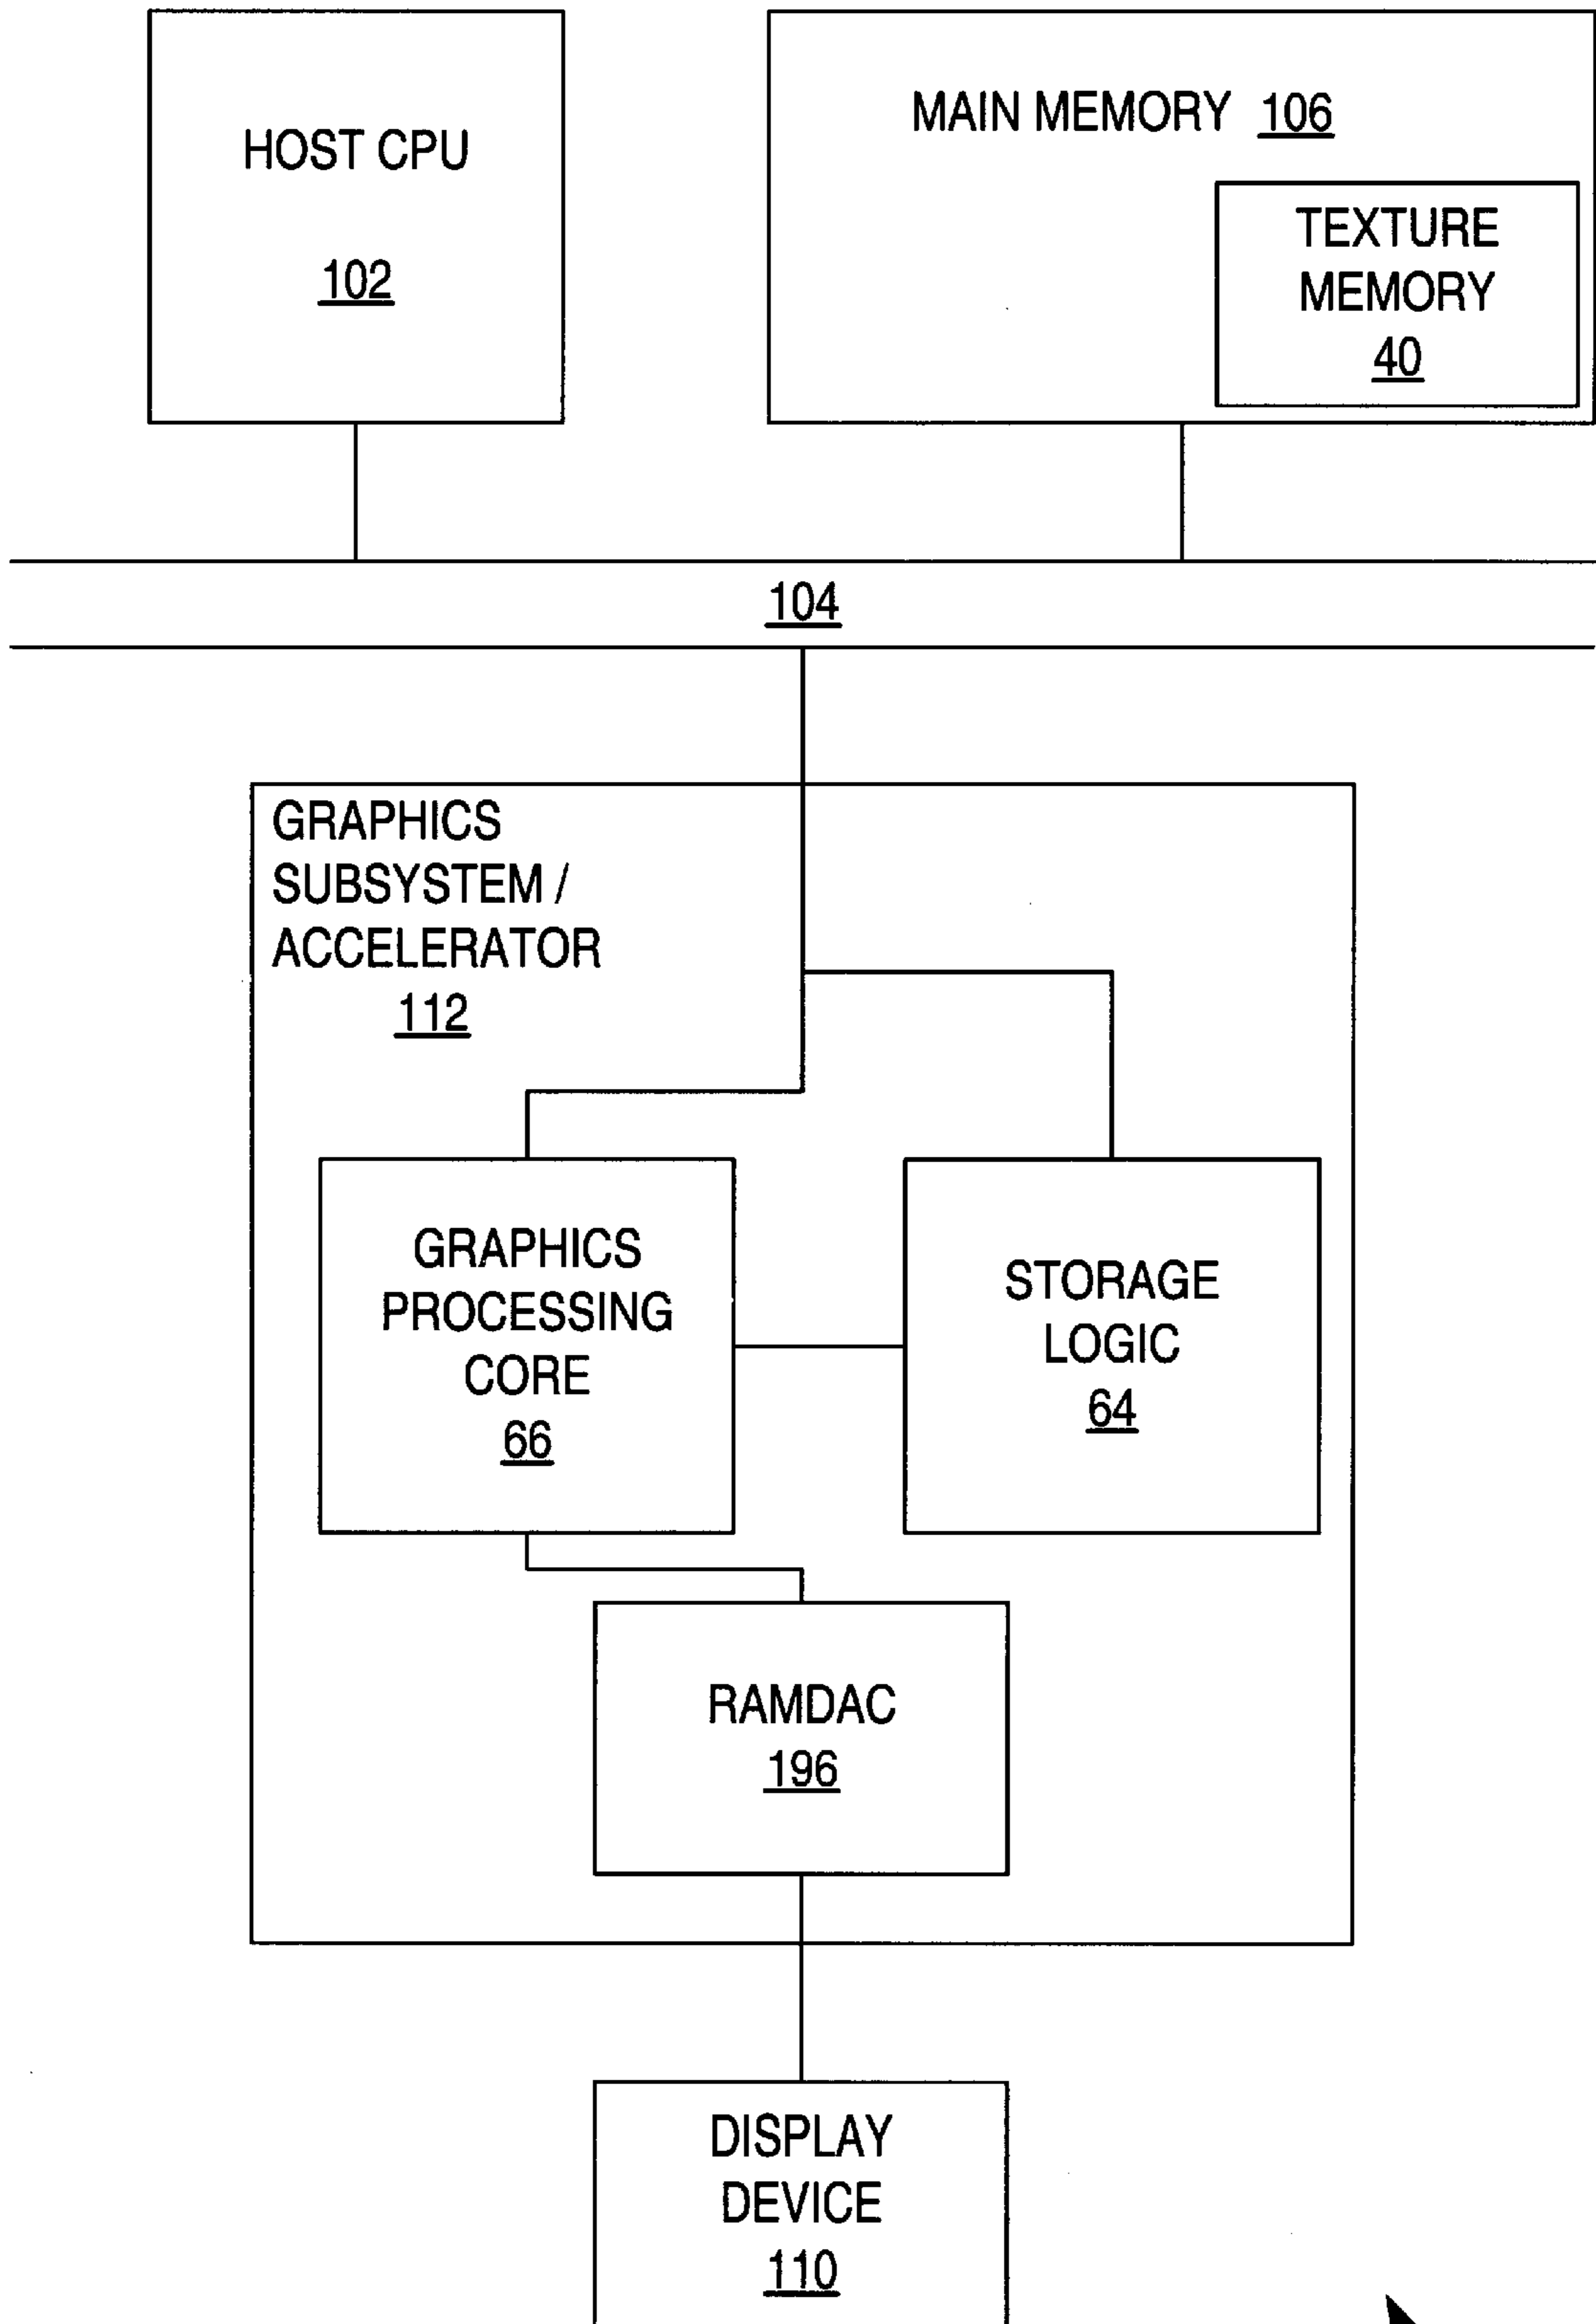 HOST CPU
102
MAIN MEMORY 106
TEXTURE
MEMORY
40
104
GRAPHICS
SUBSYSTEM /
ACCELERATOR
112
GRAPHICS
PROCESSING
CORE
66
STORAGE
LOGIC
64
RAMDAC
196
DISPLAY
DEVICE
110